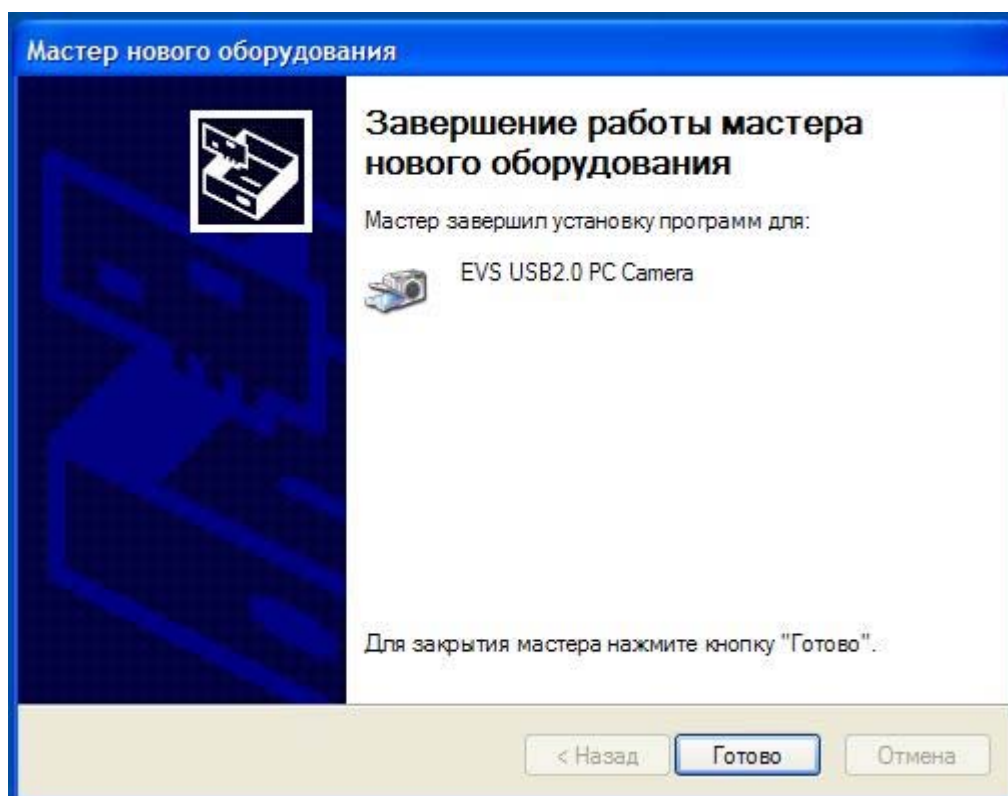 Мастер нового оборудования
Завершение работы мастера
нового оборудования
Мастер завершил установку программ для:
EVS USB2.0 PC Camera
Для закрытия мастера нажмите кнопку "Готово".
< Назад
Готово
Отмена